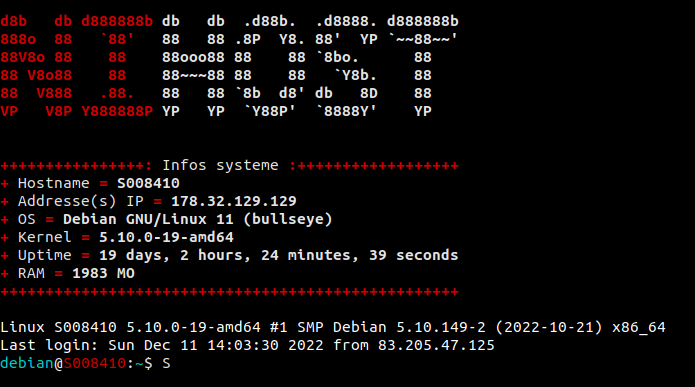 d8b   db d888888b db   db  .d88b.  .d8888. d888888b
888o  88   `88'   88   88 .8P  Y8. 88'  YP `~~88~~'
88V8o 88    88    88ooo88 88    88 `8bo.      88
88 V8o88    88    88~~~88 88    88   `Y8b.    88
88  V888   .88.   88   88 `8b  d8' db   8D    88
VP   V8P Y888888P YP   YP  `Y88P'  `8888Y'    YP
++++++++++++++++: Infos systeme :++++++++++++++++++
+ Hostname = S008410
+ Addresse(s) IP = 178.32.129.129
+ OS = Debian GNU/Linux 11 (bullseye)
+ Kernel = 5.10.0-19-amd64
+ Uptime = 19 days, 2 hours, 24 minutes, 39 seconds
+ RAM = 1983 MO
+++++++++++++++++++++++++++++++++++++++++++++++++++
Linux S008410 5.10.0-19-amd64 #1 SMP Debian 5.10.149-2 (2022-10-21) x86_64
Last login: Sun Dec 11 14:03:30 2022 from 83.205.47.125
debian@S008410:~$ S